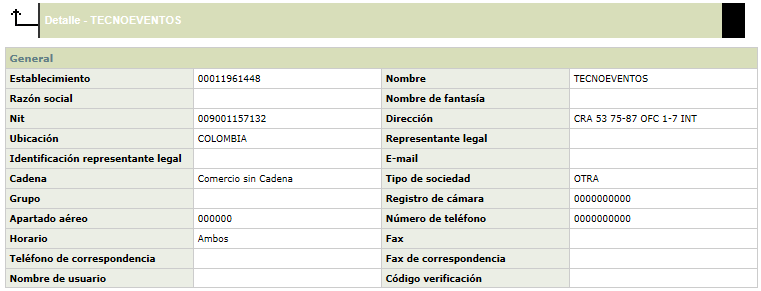 Detalle - TECNOEVENTOS
General
Establecimiento 00011961448 Nombre TECNOEVENTOS
Razón social Nombre de fantasía
Nit 009001157132 Dirección CRA 53 75-87 OFC 1-7 INT
Ubicación COLOMBIA Representante legal
Identificación representante legal E-mail
Cadena Comercio sin Cadena Tipo de sociedad OTRA
Grupo Registro de cámara 0000000000
Apartado aéreo 000000 Número de teléfono 0000000000
Horario Ambos Fax
Teléfono de correspondencia Fax de correspondencia
Nombre de usuario Código verificación